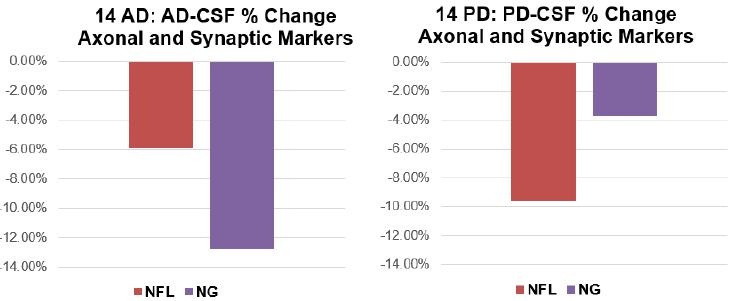 14 AD: AD-CSF % Change
Axonal and Synaptic Markers
0.00%
-2.00%
-4.00%
-6.00%
-8.00%
-10.00%
-12.00%
-14.00%
NFL NG
14 PD: PD-CSF % Change
Axonal and Synaptic Markers
0.00%
-2.00%
-4.00%
-6.00%
-8.00%
-10.00%
-12.00%
-14.00%
NFL NG